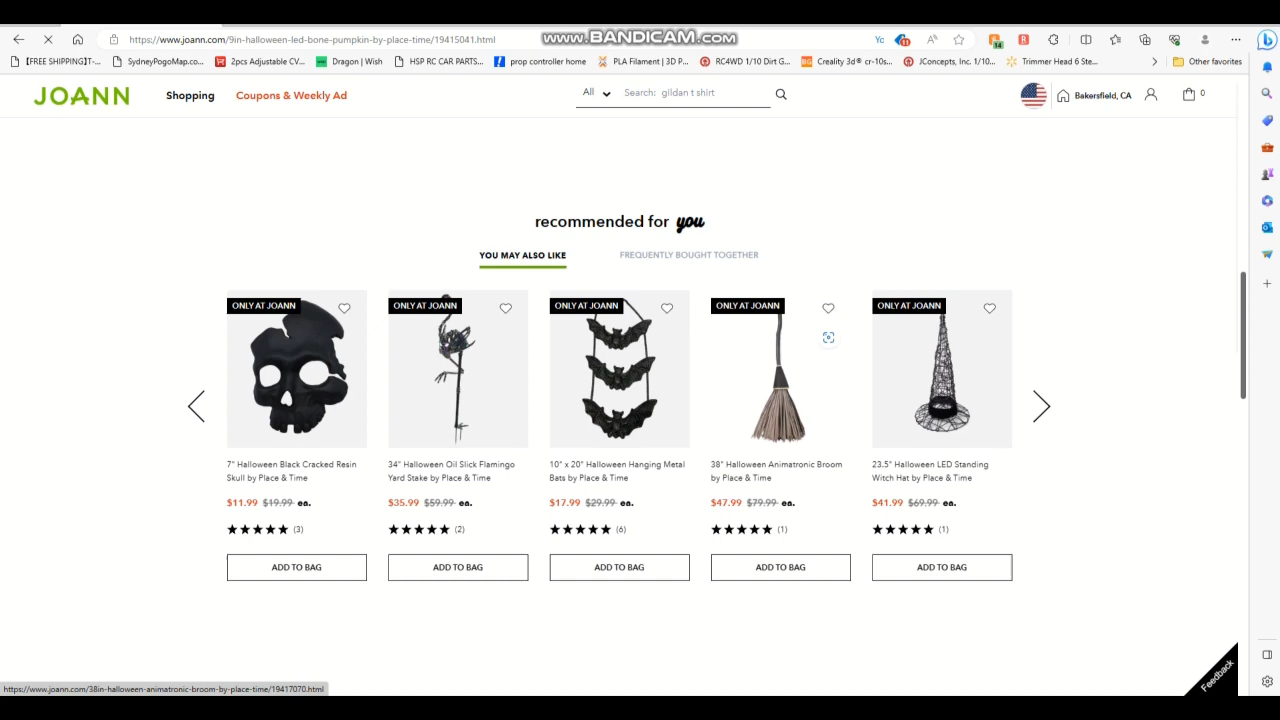 https://www.joann.com/9in-halloween-led-bone-pumpkin-by-place-time/19415041.html
www.BANDICAM.com
11
14
【FREE SHIPPING】T-...
SydneyPogoMap.co...
2pcs Adjustable CV...
Dragon | Wish
HSP RC CAR PARTS...
prop controller home
PLA Filament | 3D P...
RC4WD 1/10 Dirt G...
Creality 3d® cr-10s...
JConcepts, Inc. 1/10...
Trimmer Head 6 Ste...
Other favorites
JOANN
Shopping
Coupons & Weekly Ad
All
Search: gildan t shirt
Bakersfield, CA
0
recommended for you
YOU MAY ALSO LIKE
FREQUENTLY BOUGHT TOGETHER
ONLY AT JOANN
ONLY AT JOANN
ONLY AT JOANN
ONLY AT JOANN
ONLY AT JOANN
7" Halloween Black Cracked Resin
Skull by Place & Time
$11.99 $19.99 ea.
(3)
ADD TO BAG
34" Halloween Oil Slick Flamingo
Yard Stake by Place & Time
$35.99 $59.99 ea.
(2)
ADD TO BAG
10" x 20" Halloween Hanging Metal
Bats by Place & Time
$17.99 $29.99 ea.
(6)
ADD TO BAG
38" Halloween Animatronic Broom
by Place & Time
$47.99 $79.99 ea.
(1)
ADD TO BAG
23.5" Halloween LED Standing
Witch Hat by Place & Time
$41.99 $69.99 ea.
(1)
ADD TO BAG
Feedback
https://www.joann.com/38in-halloween-animatronic-broom-by-place-time/19417070.html